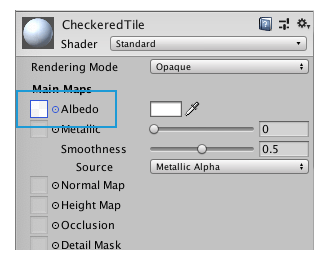 CheckeredTile
Shader Standard
Rendering Mode Opaque
Main Maps
Albedo
Metallic 0
Smoothness 0.5
Source Metallic Alpha
Normal Map
Height Map
Occlusion
Detail Mask